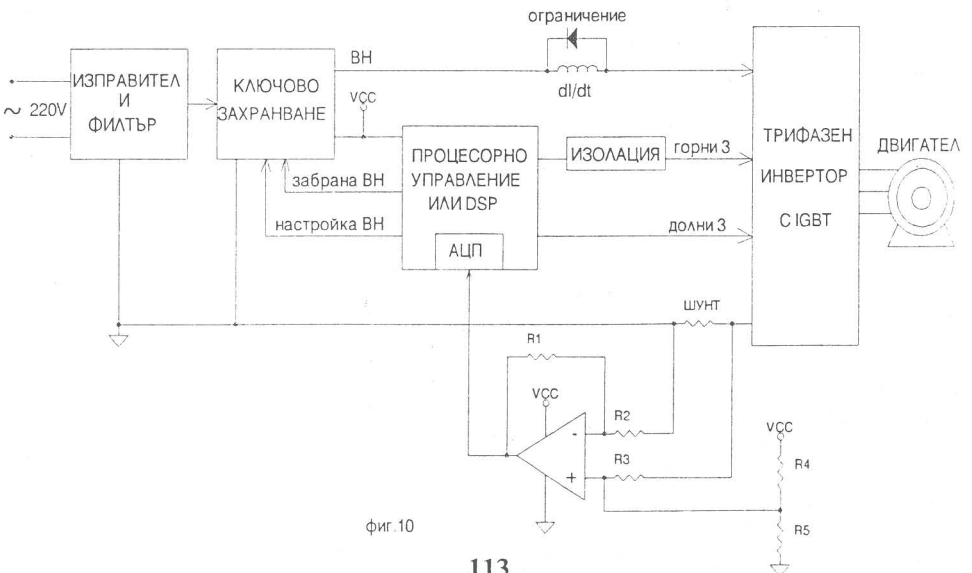 ограничение
ВН
dI/dt
ИЗПРАВИТЕЛ
И
ФИЛТЪР
~ 220V
КЛЮЧОВО
ЗАХРАНВАНЕ
VCC
ПРОЦЕСОРНО
УПРАВЛЕНИЕ
ИЛИ DSP
АЦП
забрана ВН
настройка ВН
ИЗОЛАЦИЯ
горни 3
долни 3
ТРИФАЗЕН
ИНВЕРТОР
С IGBT
ДВИГАТЕЛ
ШУНТ
R1
VCC
R2
-
R3
+
VCC
R4
R5
фиг.10
113